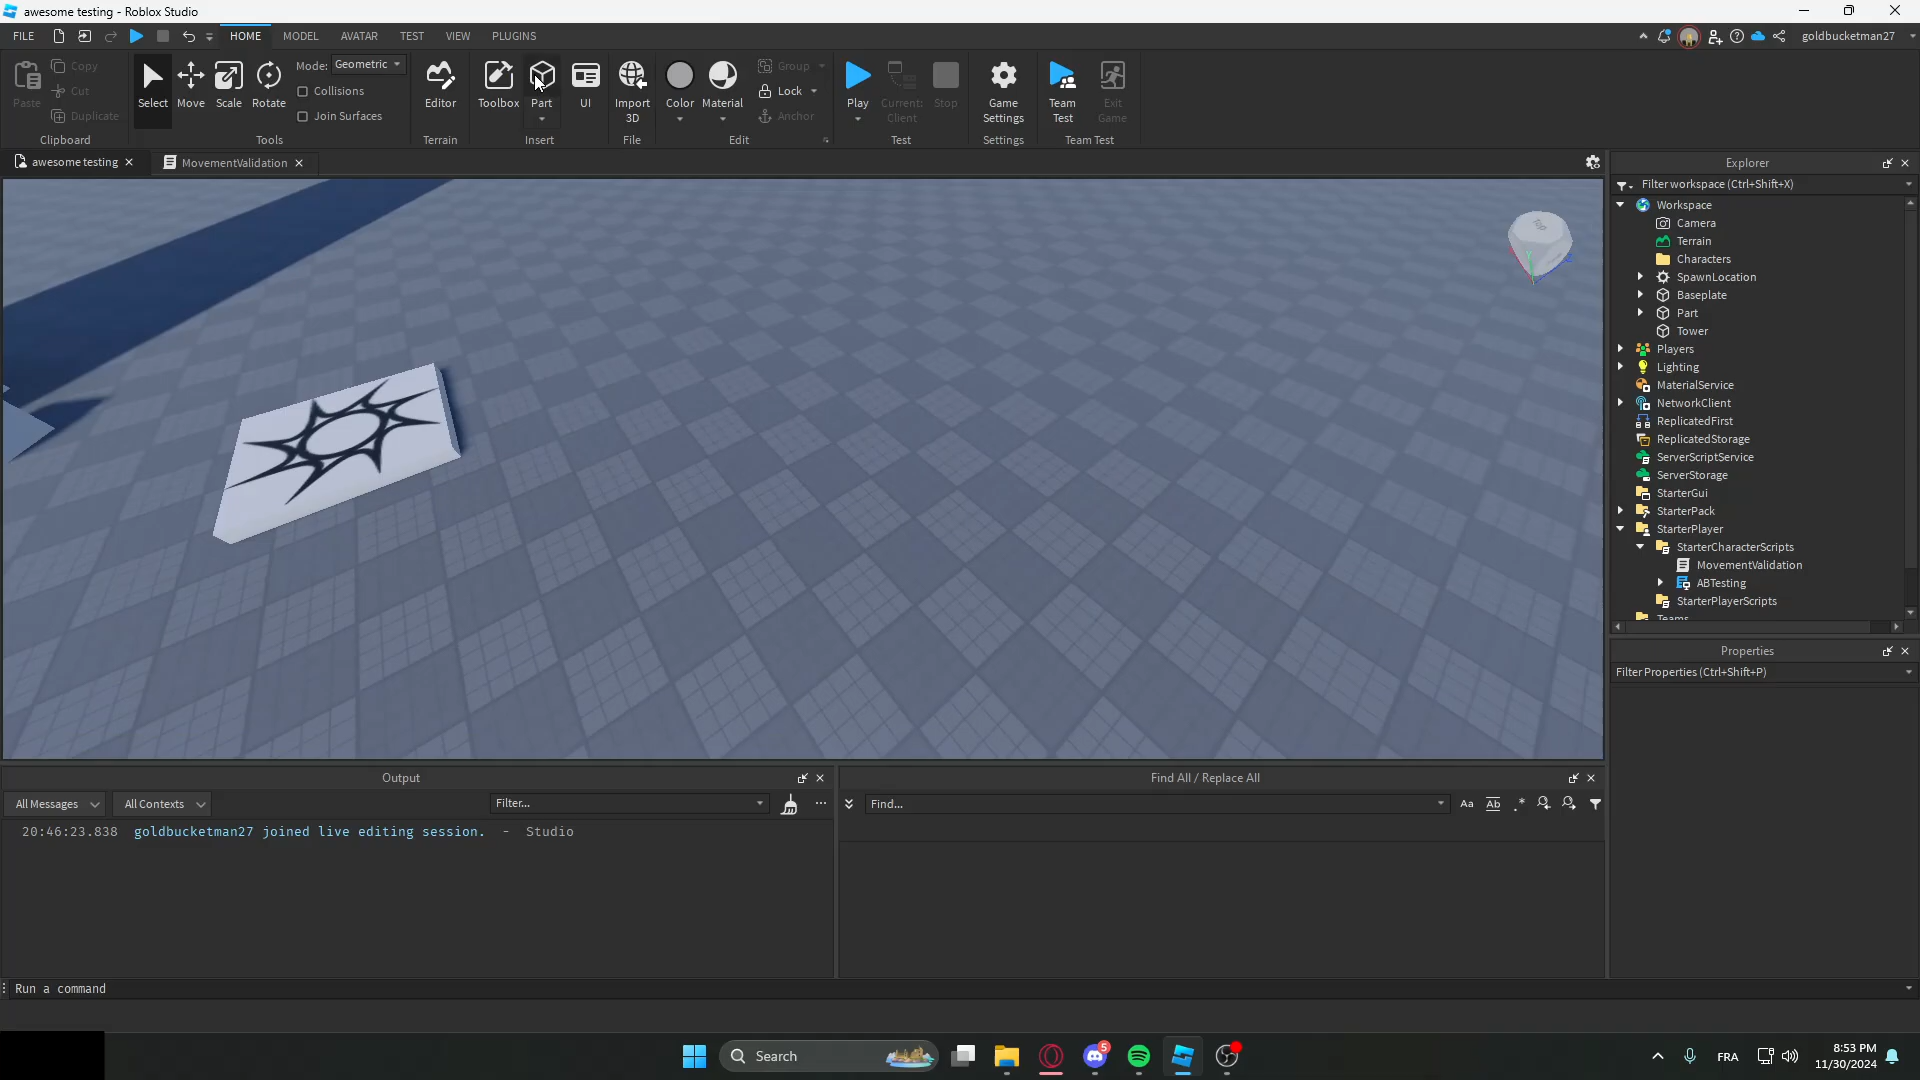 awesome testing - Roblox Studio
FILE HOME MODEL AVATAR TEST VIEW PLUGINS goldbucketman27
Paste Copy Cut Duplicate Clipboard
Select Move Scale Rotate Mode: Geometric Collisions Join Surfaces Tools
Editor Terrain
Toolbox Part UI Insert
Import 3D File
Color Material Group Lock Anchor Edit
Play Current: Client Stop Test
Game Settings Settings
Team Test Exit Game Team Test
awesome testing MovementValidation
Explorer
Filter workspace (Ctrl+Shift+X)
Workspace
Camera
Terrain
Characters
SpawnLocation
Baseplate
Part
Tower
Players
Lighting
MaterialService
NetworkClient
ReplicatedFirst
ReplicatedStorage
ServerScriptService
ServerStorage
StarterGui
StarterPack
StarterPlayer
StarterCharacterScripts
MovementValidation
ABTesting
StarterPlayerScripts
Teams
Properties
Filter Properties (Ctrl+Shift+P)
Output
All Messages All Contexts Filter...
20:46:23.838 goldbucketman27 joined live editing session. - Studio
Find All / Replace All
Find... Aa Ab .*
Run a command
Search 5 FRA 8:53 PM
11/30/2024